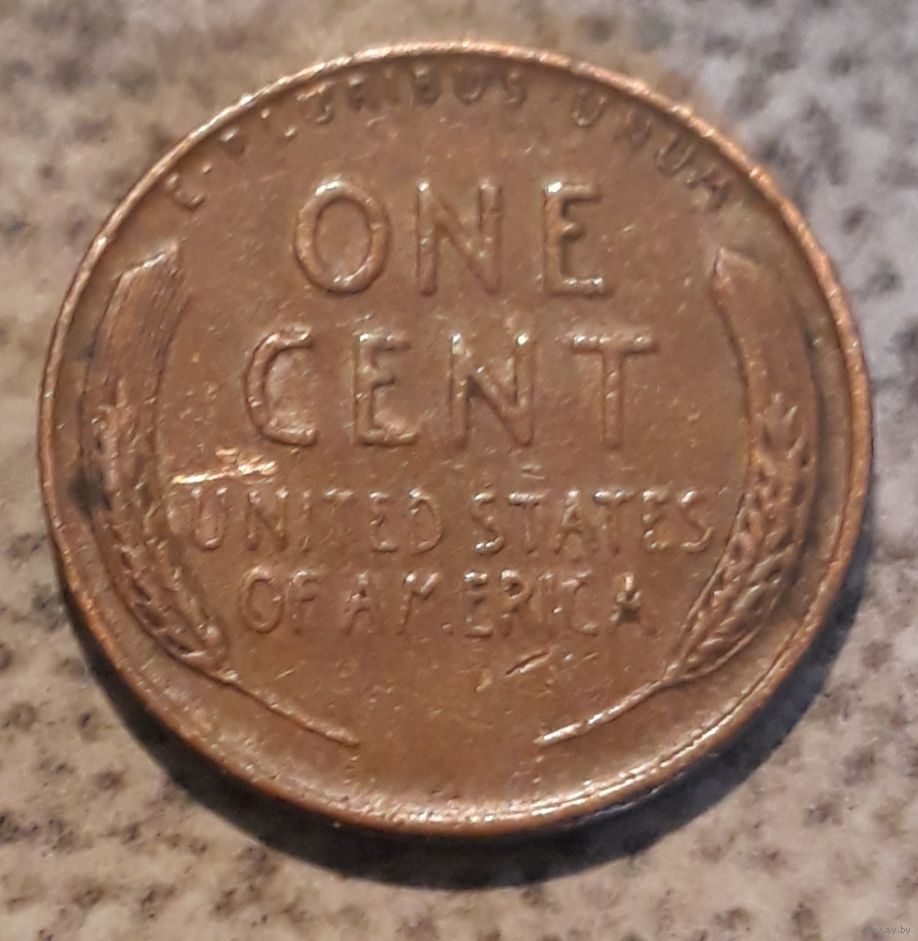 E·PLURIBUS·UNUM
ONE
CENT
UNITED STATES
OF AMERICA